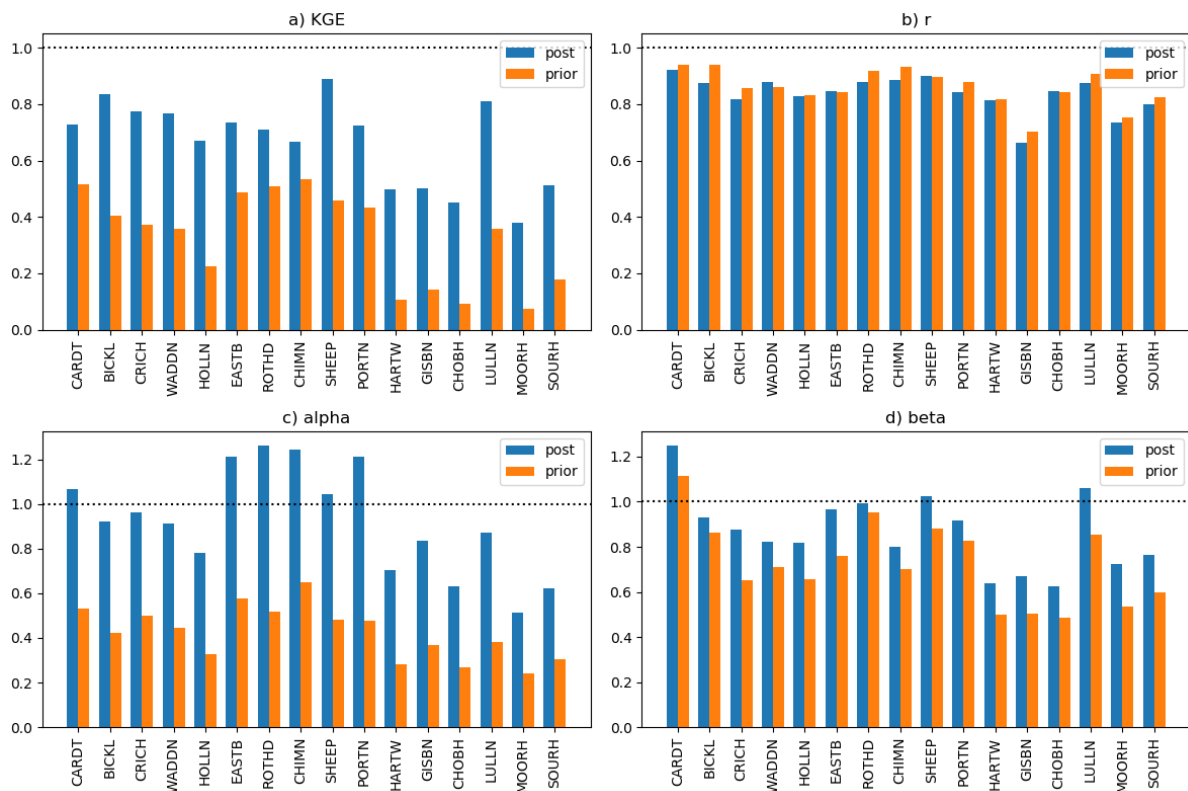 a) KGE
1.0
0.8
0.6
0.4
0.2
0.0
post
prior
CARDT
BICKL
CRICH
WADDN
HOLLN
EASTB
ROTHD
CHIMN
SHEEP
PORTN
HARTW
GISBN
CHOBH
LULLN
MOORH
SOURH
b) r
1.0
0.8
0.6
0.4
0.2
0.0
post
prior
CARDT
BICKL
CRICH
WADDN
HOLLN
EASTB
ROTHD
CHIMN
SHEEP
PORTN
HARTW
GISBN
CHOBH
LULLN
MOORH
SOURH
c) alpha
1.2
1.0
0.8
0.6
0.4
0.2
0.0
post
prior
CARDT
BICKL
CRICH
WADDN
HOLLN
EASTB
ROTHD
CHIMN
SHEEP
PORTN
HARTW
GISBN
CHOBH
LULLN
MOORH
SOURH
d) beta
1.2
1.0
0.8
0.6
0.4
0.2
0.0
post
prior
CARDT
BICKL
CRICH
WADDN
HOLLN
EASTB
ROTHD
CHIMN
SHEEP
PORTN
HARTW
GISBN
CHOBH
LULLN
MOORH
SOURH